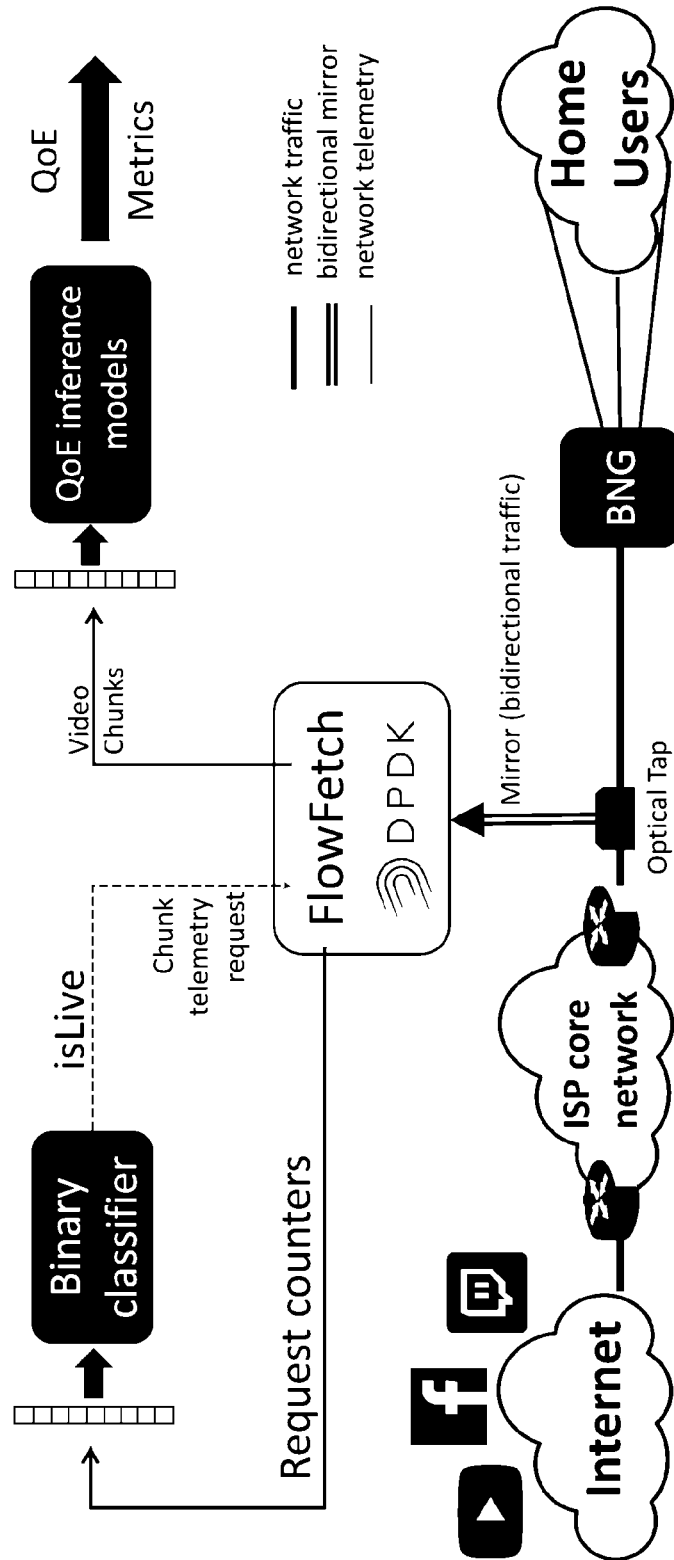 Binary
classifier
isLive
Chunk
telemetry
request
Request counters
Video
Chunks
QoE inference
models
QoE
Metrics
FlowFetch
DPDK
network traffic
bidirectional mirror
network telemetry
Mirror (bidirectional traffic)
Internet
f
ISP core
network
Optical Tap
BNG
Home
Users